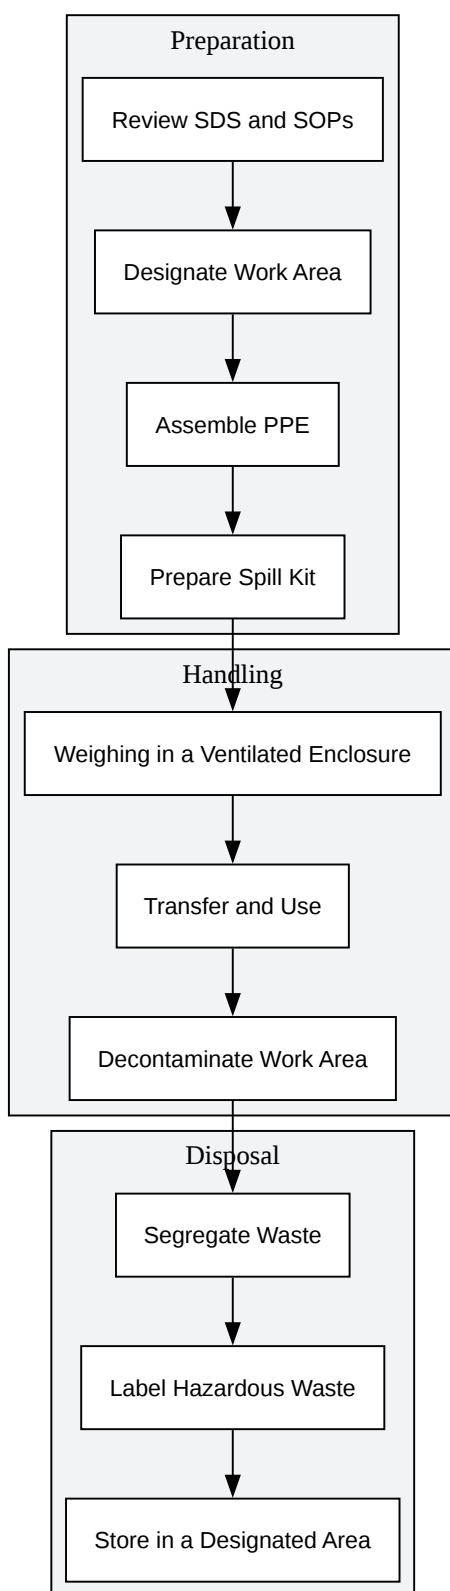 Preparation
Review SDS and SOPs
Designate Work Area
Assemble PPE
Prepare Spill Kit
Handling
Weighing in a Ventilated Enclosure
Transfer and Use
Decontaminate Work Area
Disposal
Segregate Waste
Label Hazardous Waste
Store in a Designated Area